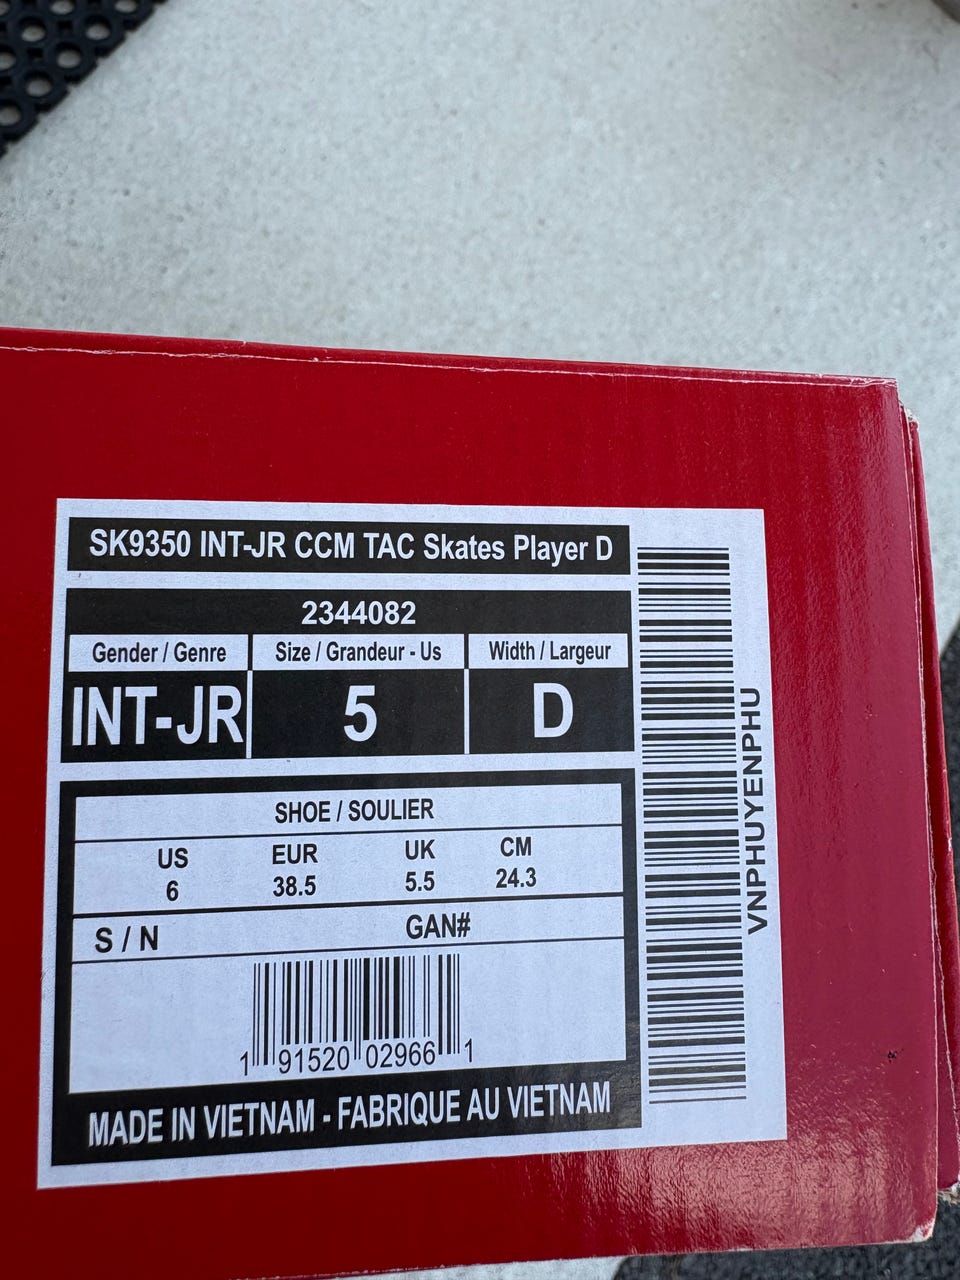 SK9350 INT-JR CCM TAC Skates Player D
2344082
Gender / Genre Size / Grandeur - Us Width / Largeur
INT-JR 5 D
SHOE / SOULIER
US EUR UK CM
6 38.5 5.5 24.3
S / N GAN#
1 91520 02966 1
MADE IN VIETNAM - FABRIQUE AU VIETNAM
VNPHUYENPHU